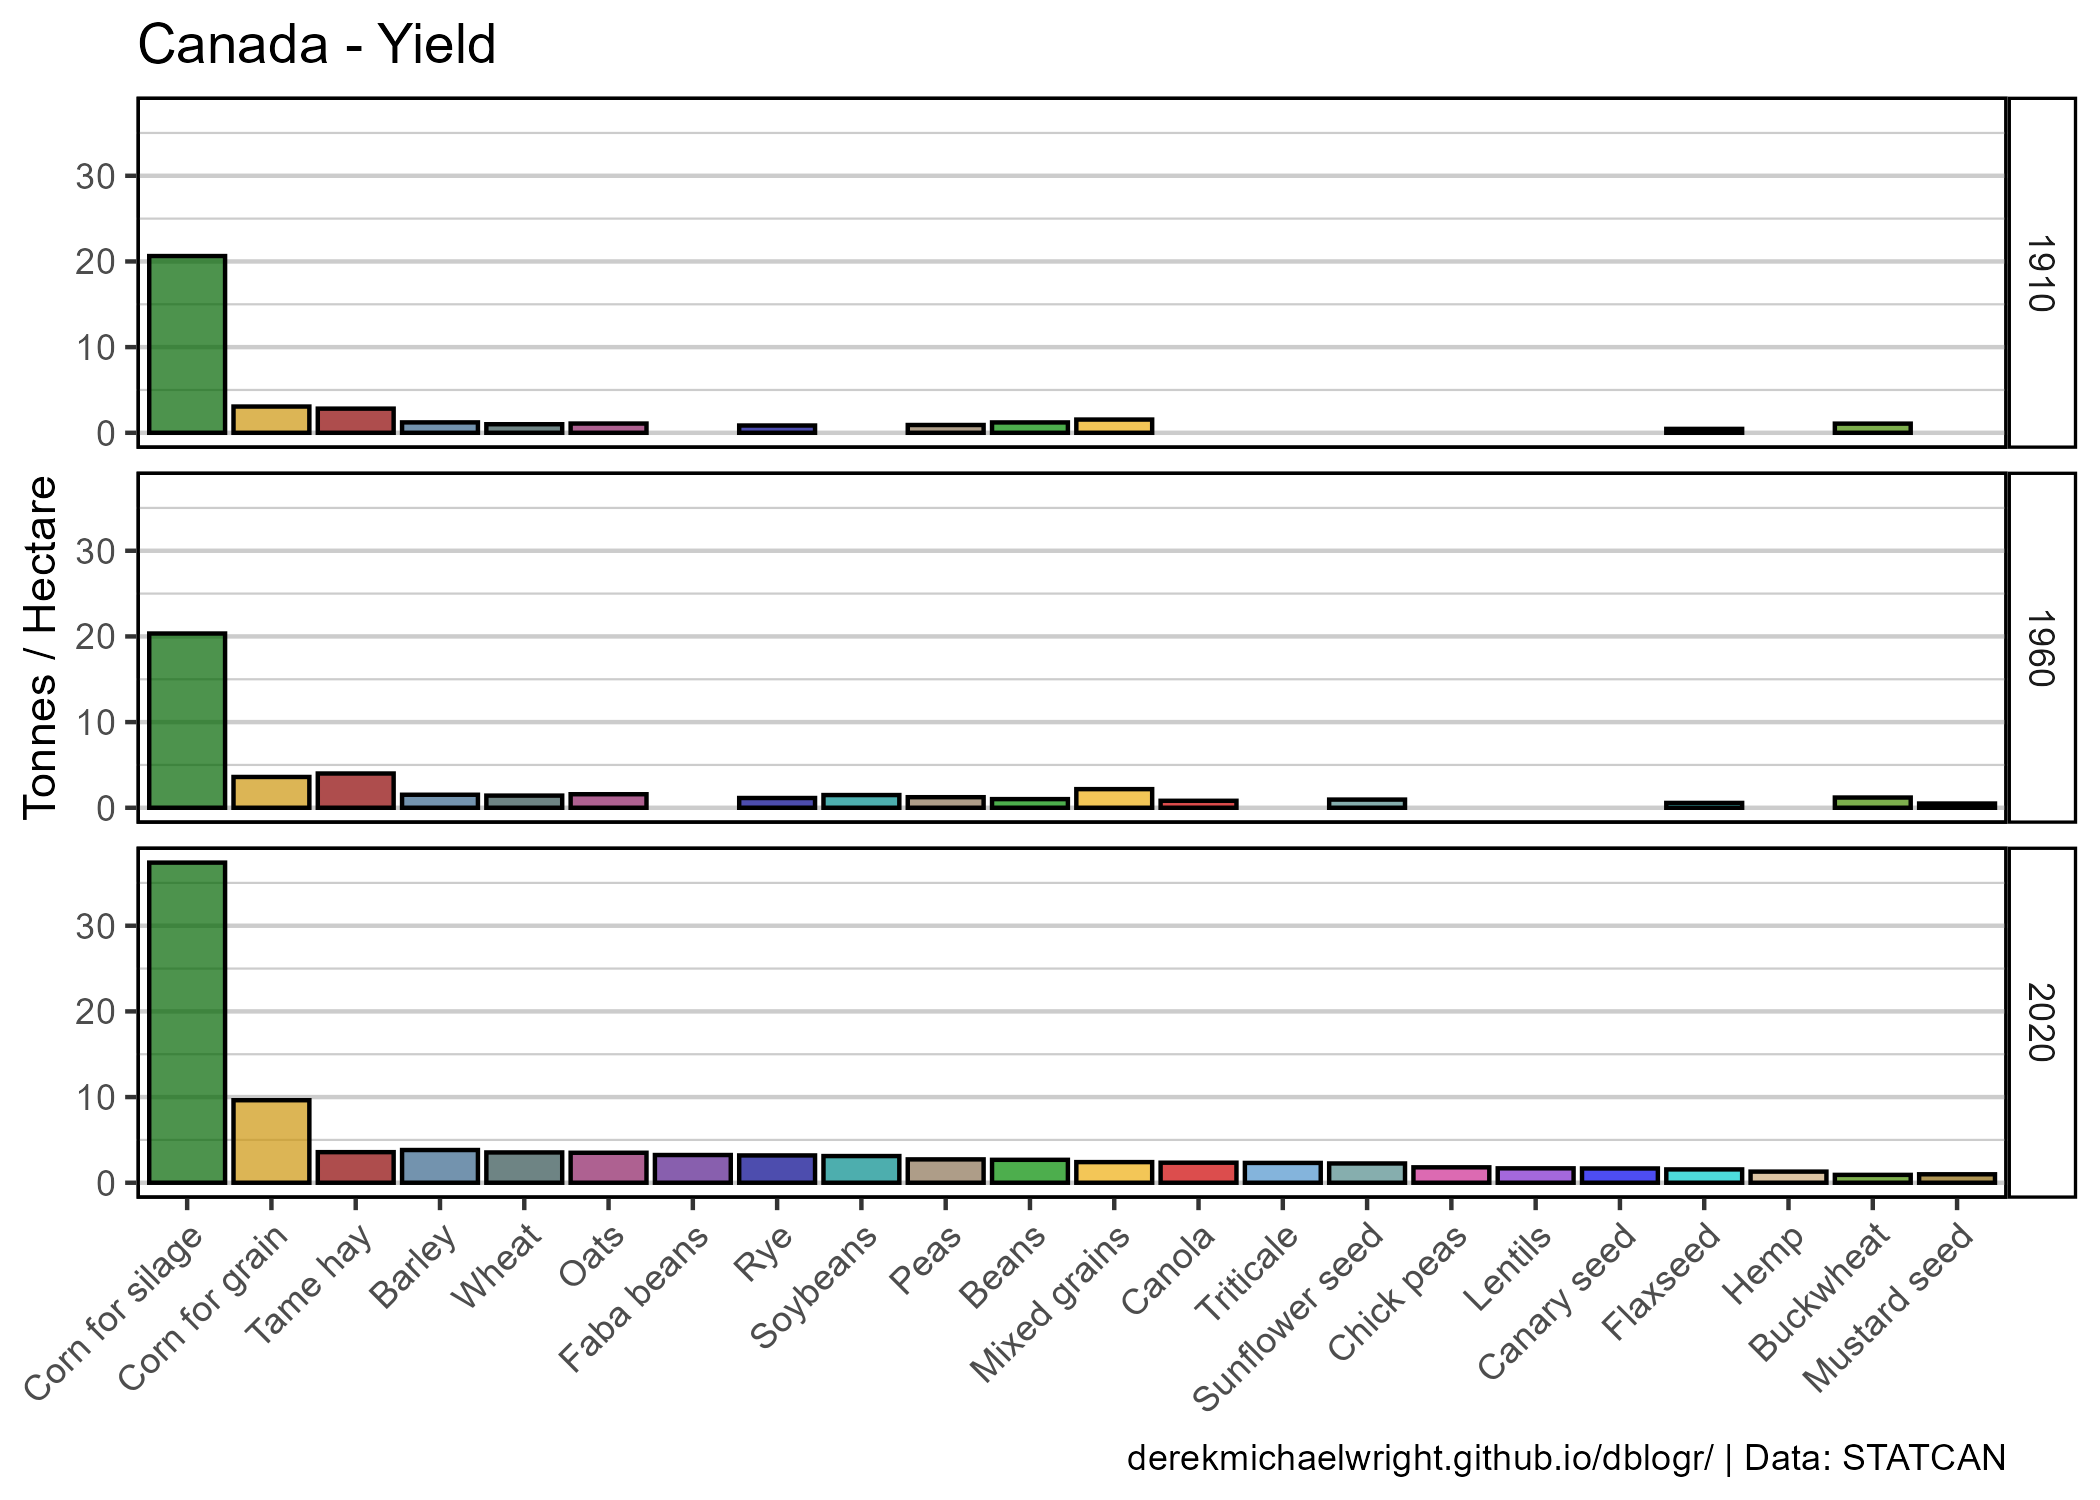 Canada - Yield
Tonnes / Hectare
30
20
10
0
1910
30
20
10
0
1960
30
20
10
0
2020
Corn for silage
Corn for grain
Tame hay
Barley
Wheat
Oats
Faba beans
Rye
Soybeans
Peas
Beans
Mixed grains
Canola
Triticale
Sunflower seed
Chick peas
Lentils
Canary seed
Flaxseed
Hemp
Buckwheat
Mustard seed
derekmichaelwright.github.io/dblogr/ | Data: STATCAN